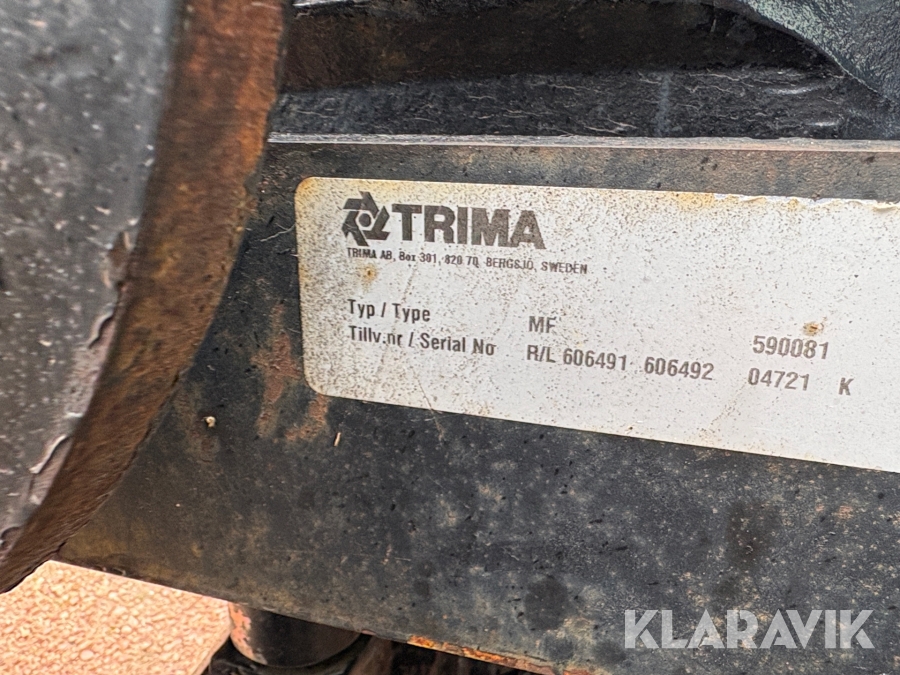 TRIMA
TRIMA AB, Box 301, 820 70 BERGSJÖ, SWEDEN
Typ / Type MF 590081
Tillv.nr / Serial No R/L 606491 606492 04721 K
KLARAVIK